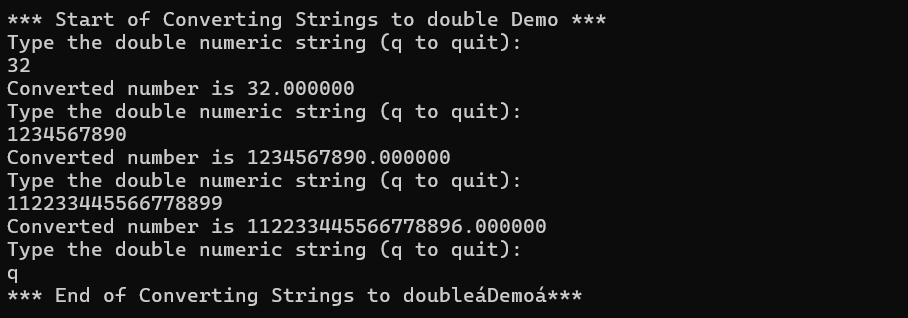 *** Start of Converting Strings to double Demo ***
Type the double numeric string (q to quit):
32
Converted number is 32.000000
Type the double numeric string (q to quit):
1234567890
Converted number is 1234567890.000000
Type the double numeric string (q to quit):
112233445566778899
Converted number is 112233445566778896.000000
Type the double numeric string (q to quit):
q
*** End of Converting Strings to doubleáDemoá***